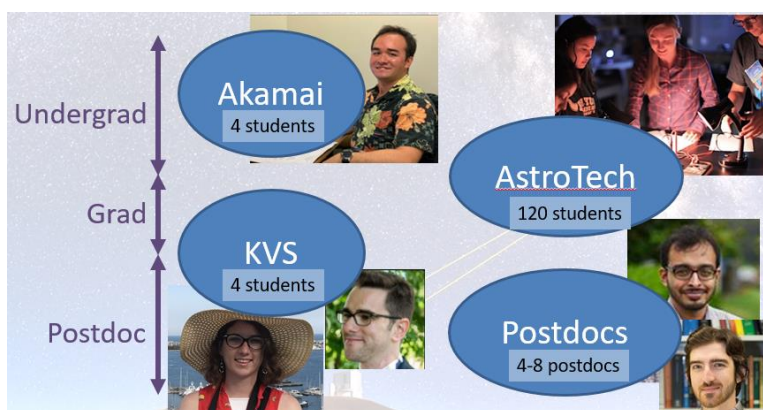 Undergrad
Grad
Postdoc
Akamai
4 students
AstroTech
120 students
KVS
4 students
Postdocs
4-8 postdocs